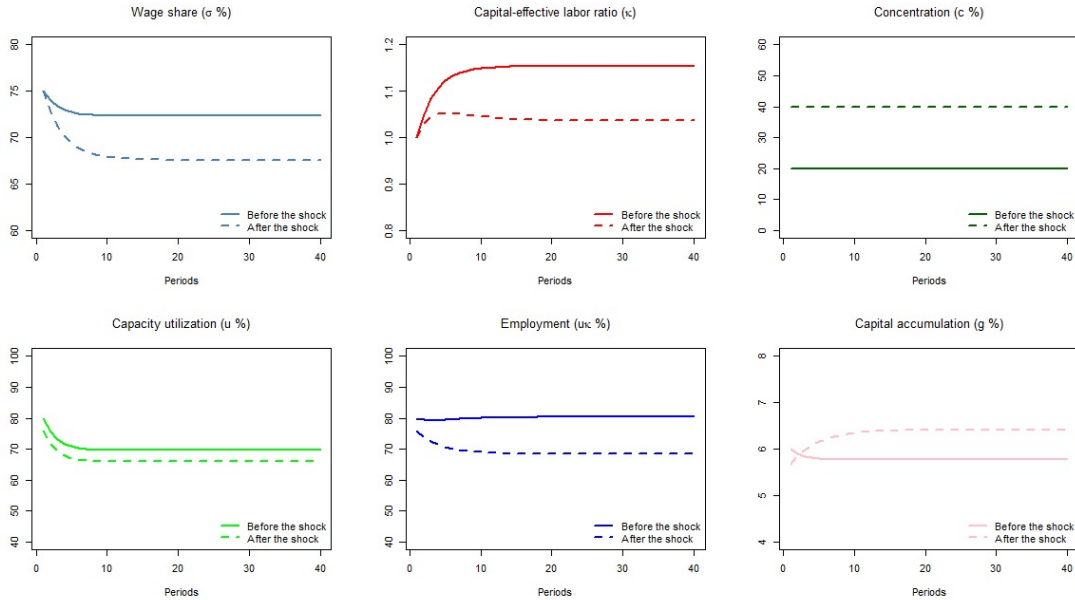 Wage share (σ %)
80
75
70
65
60
0 10 20 30 40
Before the shock
After the shock
Periods
Capital-effective labor ratio (κ)
1.2
1.1
1.0
0.9
0.8
0 10 20 30 40
Before the shock
After the shock
Periods
Concentration (c %)
60
50
40
30
20
10
0
0 10 20 30 40
Before the shock
After the shock
Periods
Capacity utilization (u %)
100
90
80
70
60
50
40
0 10 20 30 40
Before the shock
After the shock
Periods
Employment (uκ %)
100
90
80
70
60
50
40
0 10 20 30 40
Before the shock
After the shock
Periods
Capital accumulation (g %)
8
7
6
5
4
0 10 20 30 40
Before the shock
After the shock
Periods